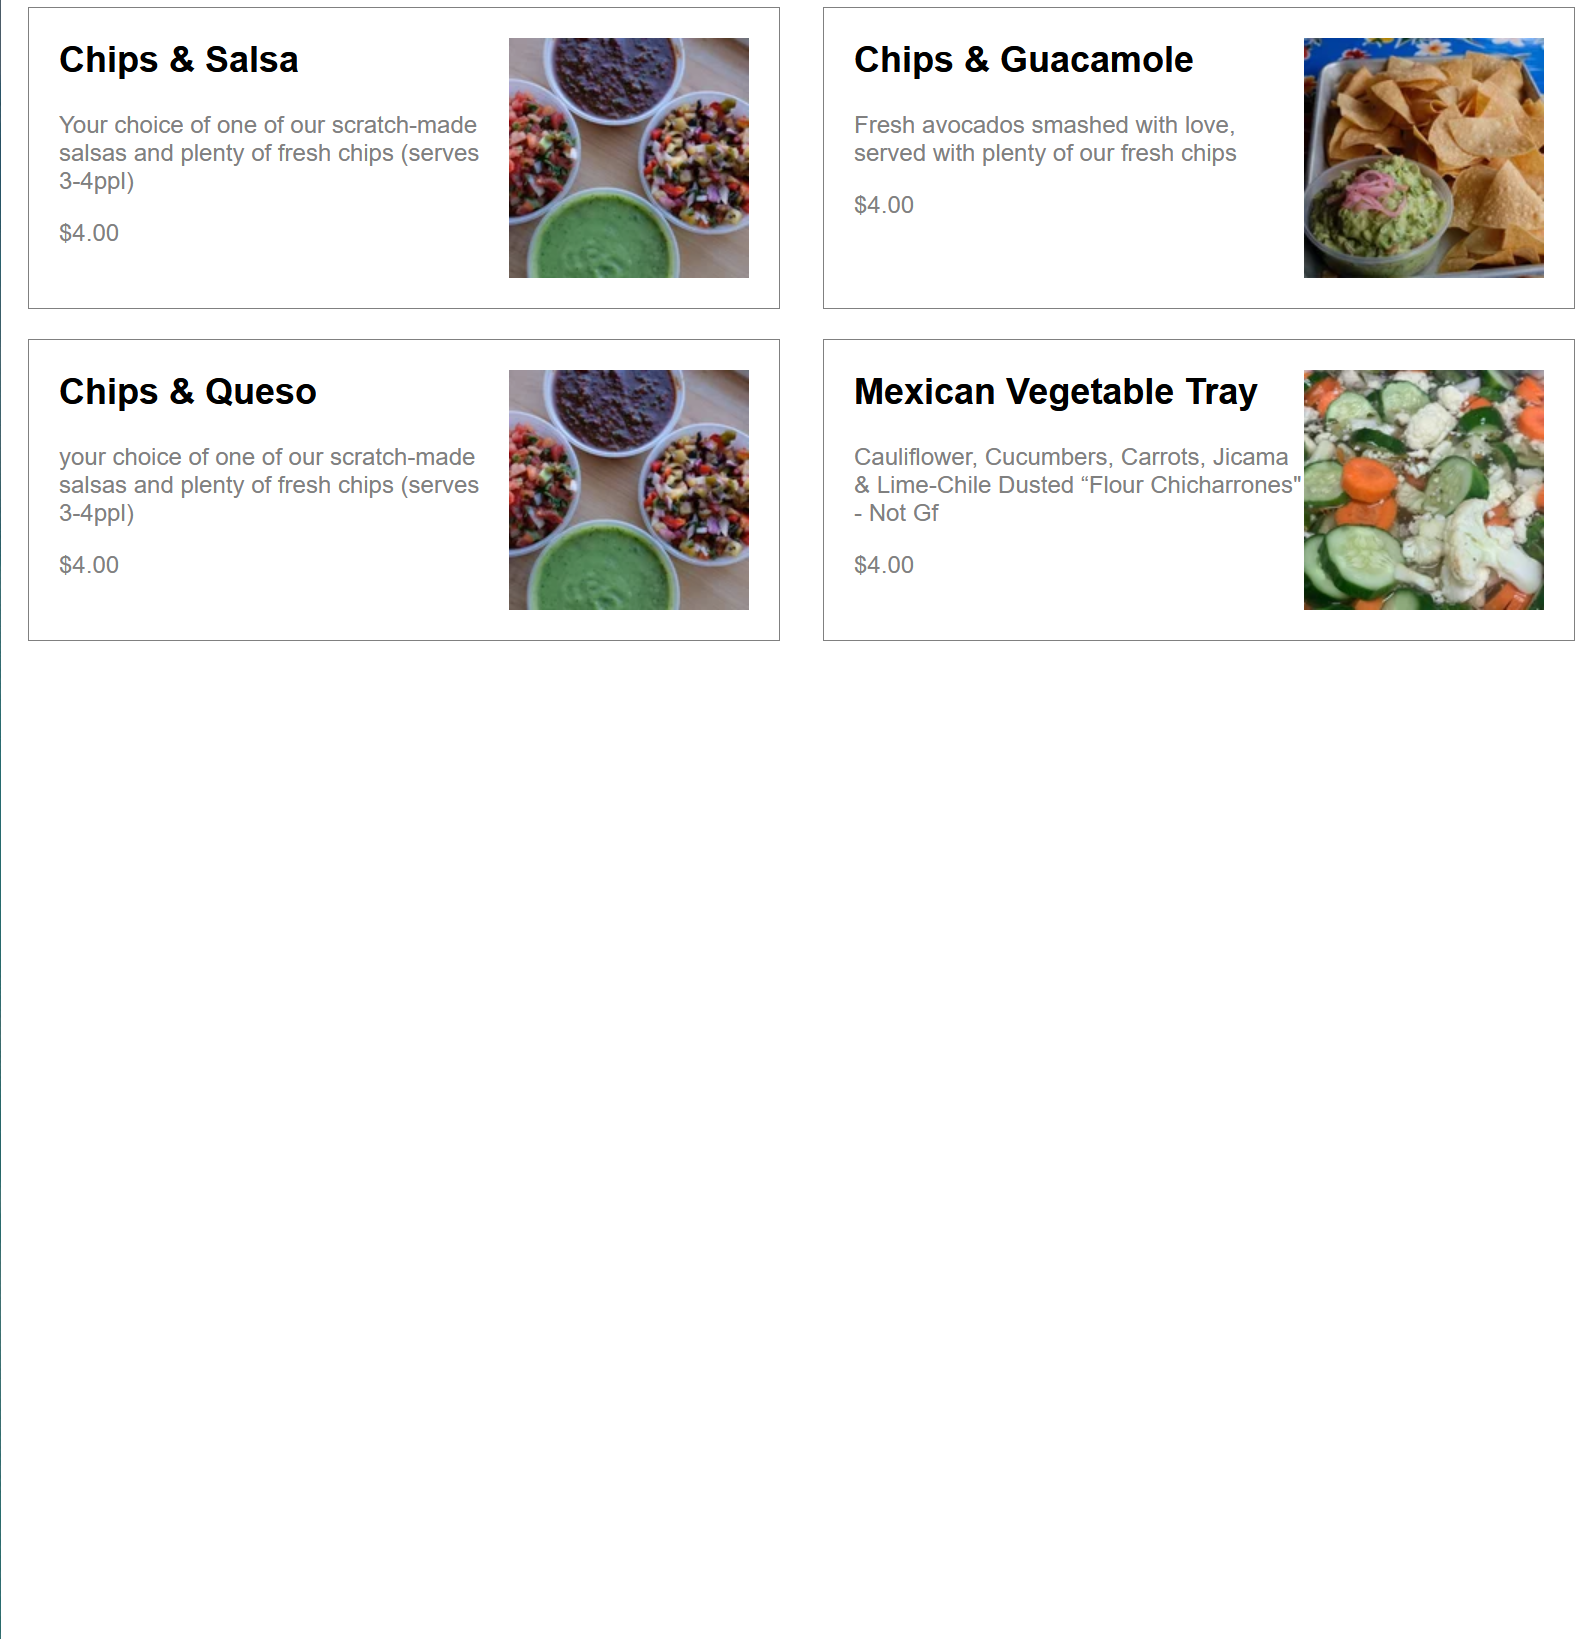 Chips & Salsa
Your choice of one of our scratch-made
salsas and plenty of fresh chips (serves
3-4ppl)
$4.00
Chips & Guacamole
Fresh avocados smashed with love,
served with plenty of our fresh chips
$4.00
Chips & Queso
your choice of one of our scratch-made
salsas and plenty of fresh chips (serves
3-4ppl)
$4.00
Mexican Vegetable Tray
Cauliflower, Cucumbers, Carrots, Jicama
& Lime-Chile Dusted “Flour Chicharrones"
- Not Gf
$4.00